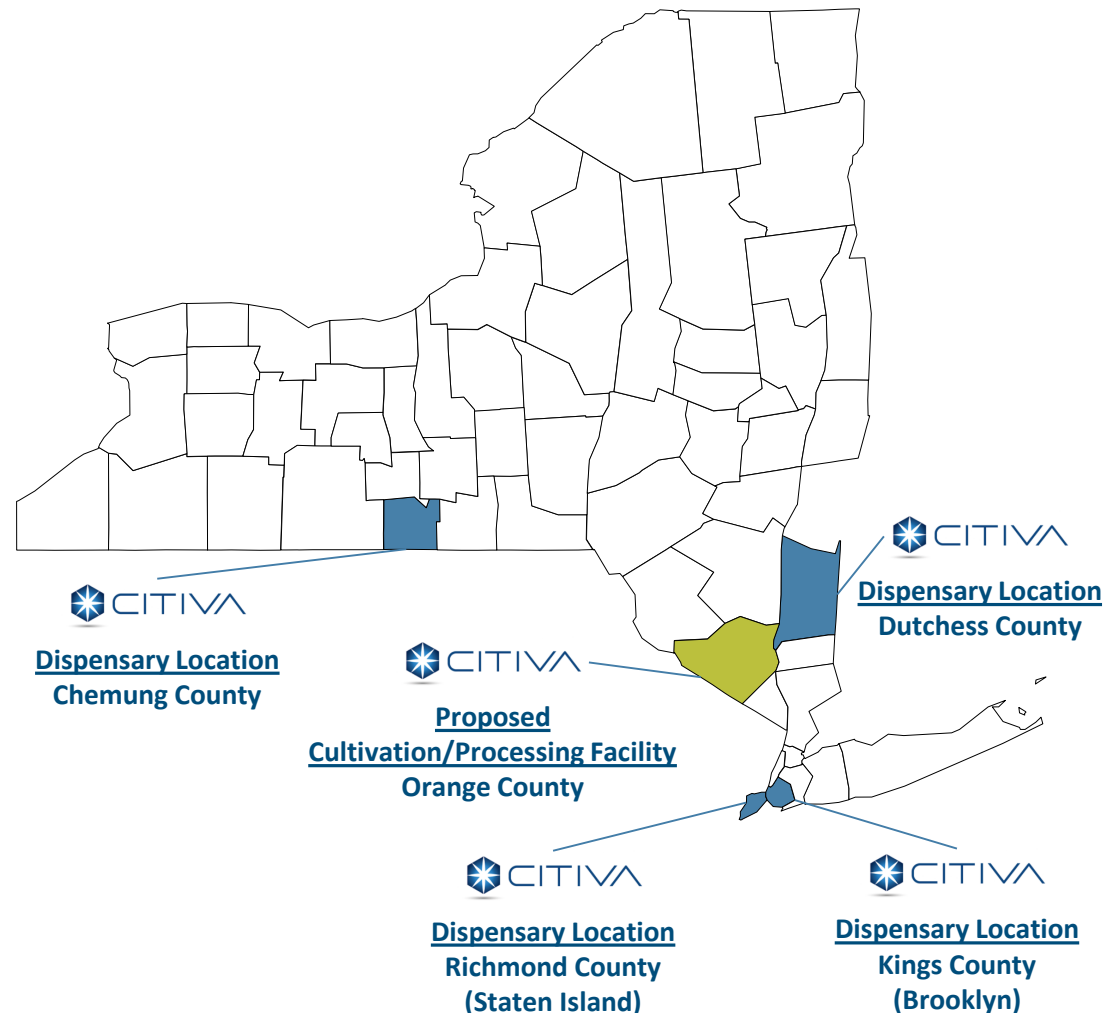 CITIVA
Dispensary Location
Dutchess County
CITIVA
Dispensary Location
Chemung County
CITIVA
Proposed
Cultivation/Processing Facility
Orange County
CITIVA
Dispensary Location
Richmond County
(Staten Island)
CITIVA
Dispensary Location
Kings County
(Brooklyn)